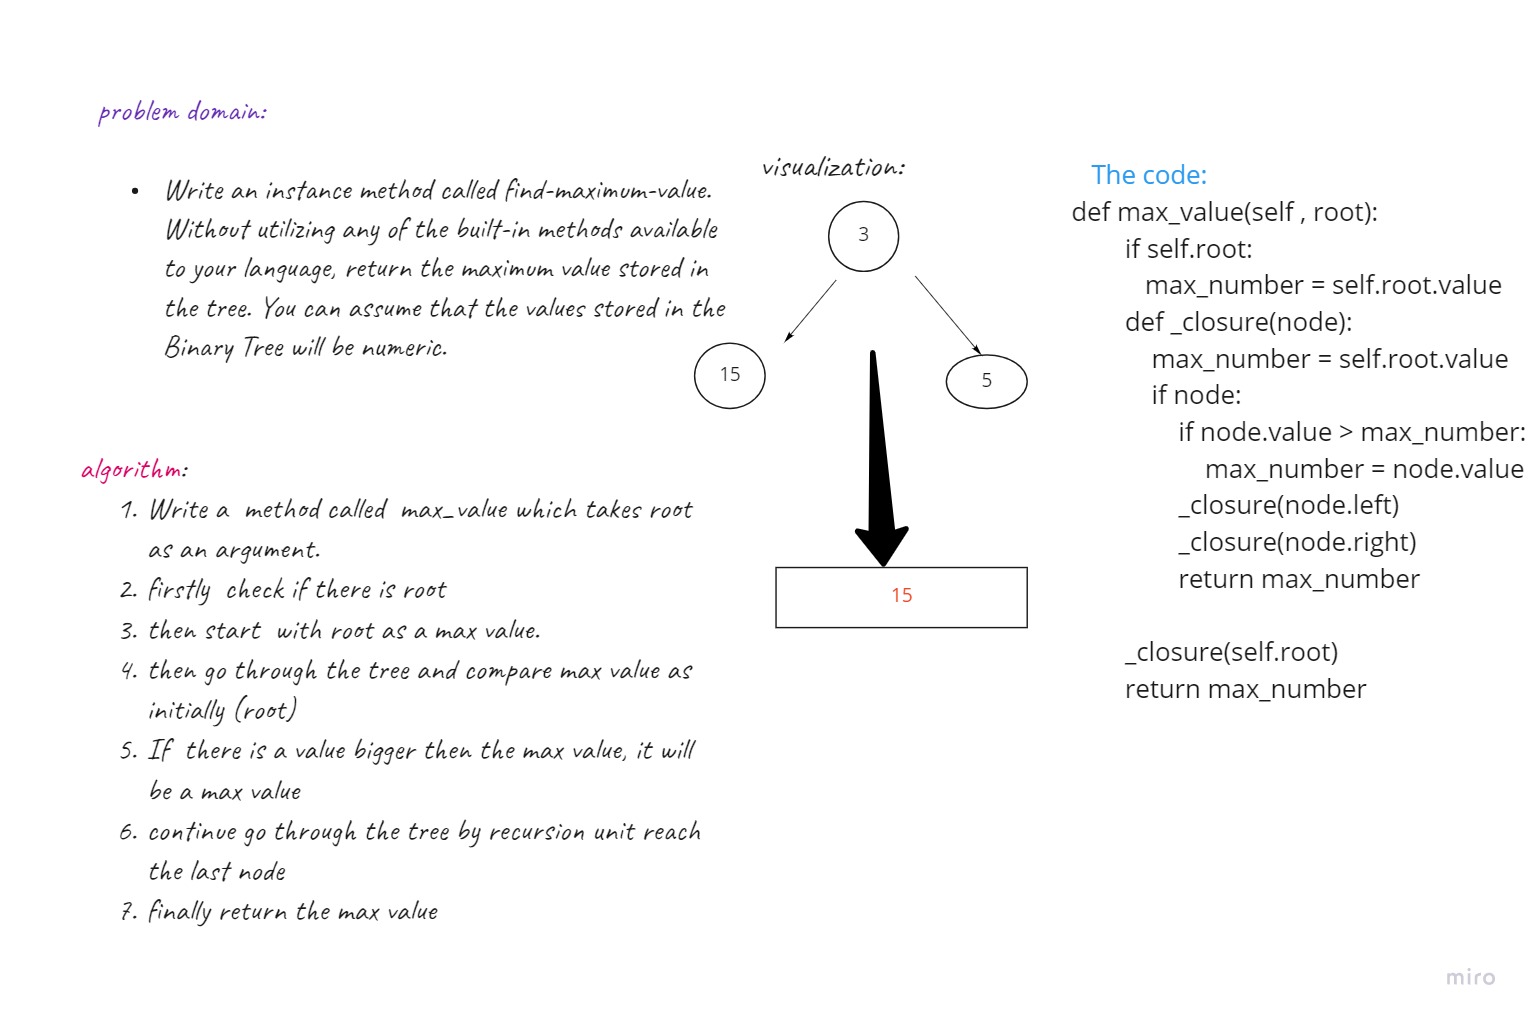 problem domain:
• Write an instance method called find-maximum-value.
Without utilizing any of the built-in methods available
to your language, return the maximum value stored in
the tree. You can assume that the values stored in the
Binary Tree will be numeric.
algorithm:
1. Write a method called max_value which takes root
as an argument.
2. firstly check if there is root
3. then start with root as a max value.
4. then go through the tree and compare max value as
initially (root)
5. If there is a value bigger then the max value, it will
be a max value
6. continue go through the tree by recursion unit reach
the last node
7. finally return the max value
visualization:
3
15
5
15
The code:
def max_value(self , root):
if self.root:
max_number = self.root.value
def _closure(node):
max_number = self.root.value
if node:
if node.value > max_number:
max_number = node.value
_closure(node.left)
_closure(node.right)
return max_number
_closure(self.root)
return max_number
miro